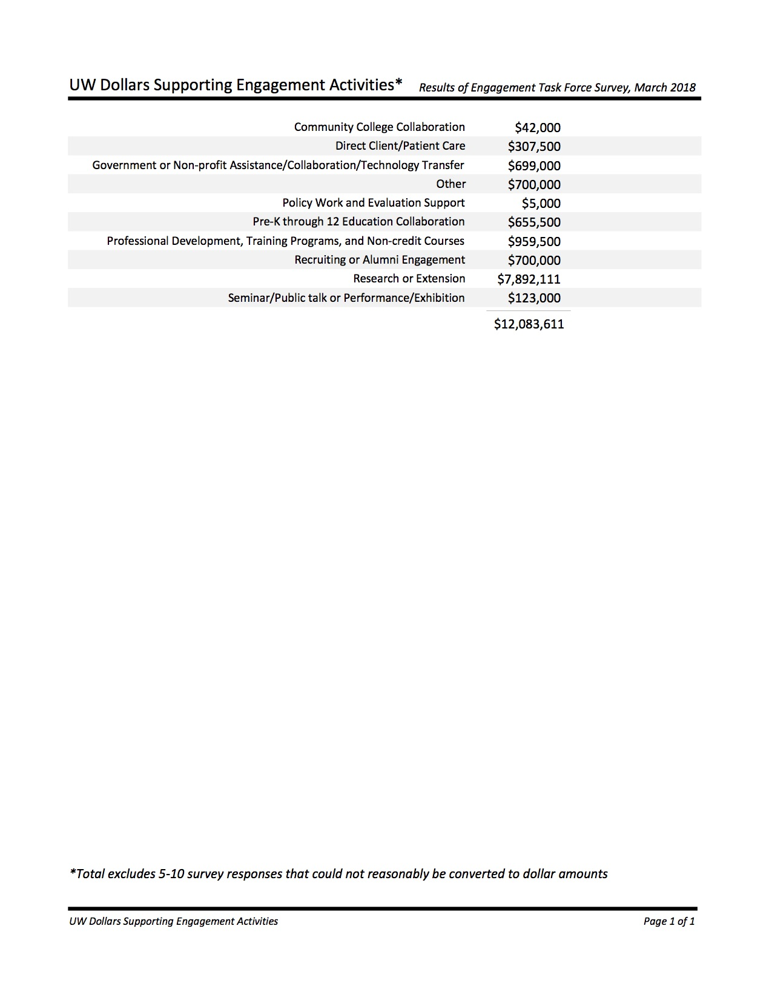 UW Dollars Supporting Engagement Activities* Results of Engagement Task Force Survey, March 2018
Community College Collaboration $42,000
Direct Client/Patient Care $307,500
Government or Non-profit Assistance/Collaboration/Technology Transfer $699,000
Other $700,000
Policy Work and Evaluation Support $5,000
Pre-K through 12 Education Collaboration $655,500
Professional Development, Training Programs, and Non-credit Courses $959,500
Recruiting or Alumni Engagement $700,000
Research or Extension $7,892,111
Seminar/Public talk or Performance/Exhibition $123,000
$12,083,611
*Total excludes 5-10 survey responses that could not reasonably be converted to dollar amounts
UW Dollars Supporting Engagement Activities Page 1 of 1